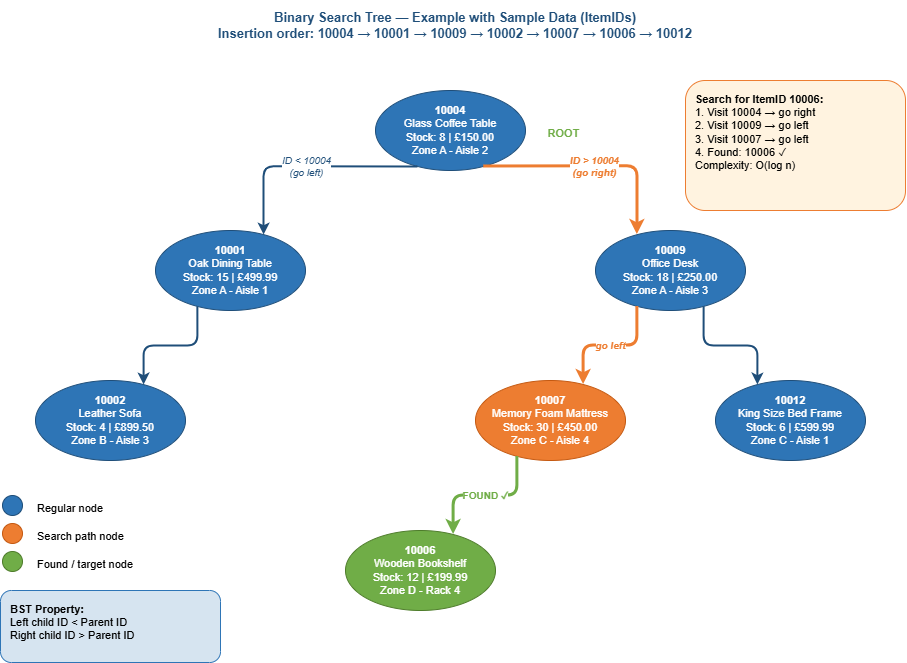 Binary Search Tree — Example with Sample Data (ItemIDs)
Insertion order: 10004 → 10001 → 10009 → 10002 → 10007 → 10006 → 10012
10004
Glass Coffee Table
Stock: 8 | £150.00
Zone A - Aisle 2
ROOT
Search for ItemID 10006:
1. Visit 10004 → go right
2. Visit 10009 → go left
3. Visit 10007 → go left
4. Found: 10006 ✓
Complexity: O(log n)
ID < 10004
(go left)
ID > 10004
(go right)
10001
Oak Dining Table
Stock: 15 | £499.99
Zone A - Aisle 1
10009
Office Desk
Stock: 18 | £250.00
Zone A - Aisle 3
go left
10002
Leather Sofa
Stock: 4 | £899.50
Zone B - Aisle 3
10007
Memory Foam Mattress
Stock: 30 | £450.00
Zone C - Aisle 4
10012
King Size Bed Frame
Stock: 6 | £599.99
Zone C - Aisle 1
FOUND ✓
10006
Wooden Bookshelf
Stock: 12 | £199.99
Zone D - Rack 4
Regular node
Search path node
Found / target node
BST Property:
Left child ID < Parent ID
Right child ID > Parent ID